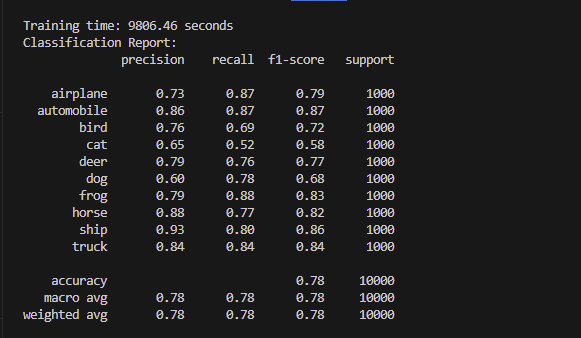 Training time: 9806.46 seconds
Classification Report:
precision recall f1-score support
airplane 0.73 0.87 0.79 1000
automobile 0.86 0.87 0.87 1000
bird 0.76 0.69 0.72 1000
cat 0.65 0.52 0.58 1000
deer 0.79 0.76 0.77 1000
dog 0.60 0.78 0.68 1000
frog 0.79 0.88 0.83 1000
horse 0.88 0.77 0.82 1000
ship 0.93 0.80 0.86 1000
truck 0.84 0.84 0.84 1000
accuracy 0.78 10000
macro avg 0.78 0.78 0.78 10000
weighted avg 0.78 0.78 0.78 10000